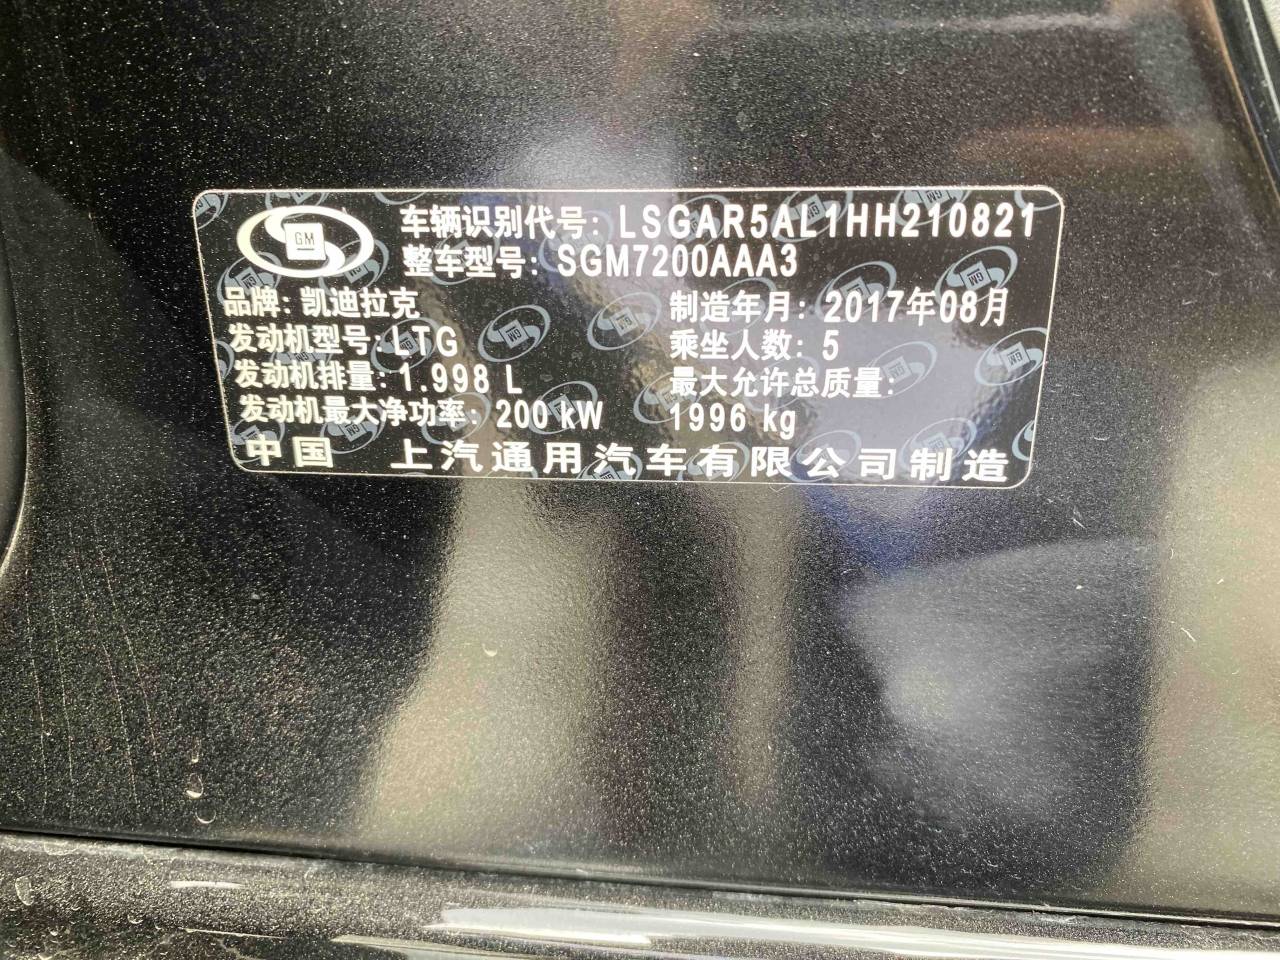 GM
车辆识别代号: LSGAR5AL1HH210821
整车型号: SGM7200AAA3
品牌: 凯迪拉克
制造年月: 2017年08月
发动机型号: LTG
乘坐人数: 5
发动机排量: 1.998 L
最大允许总质量:
发动机最大净功率: 200 kW
1996 kg
中国 上汽通用汽车有限公司制造